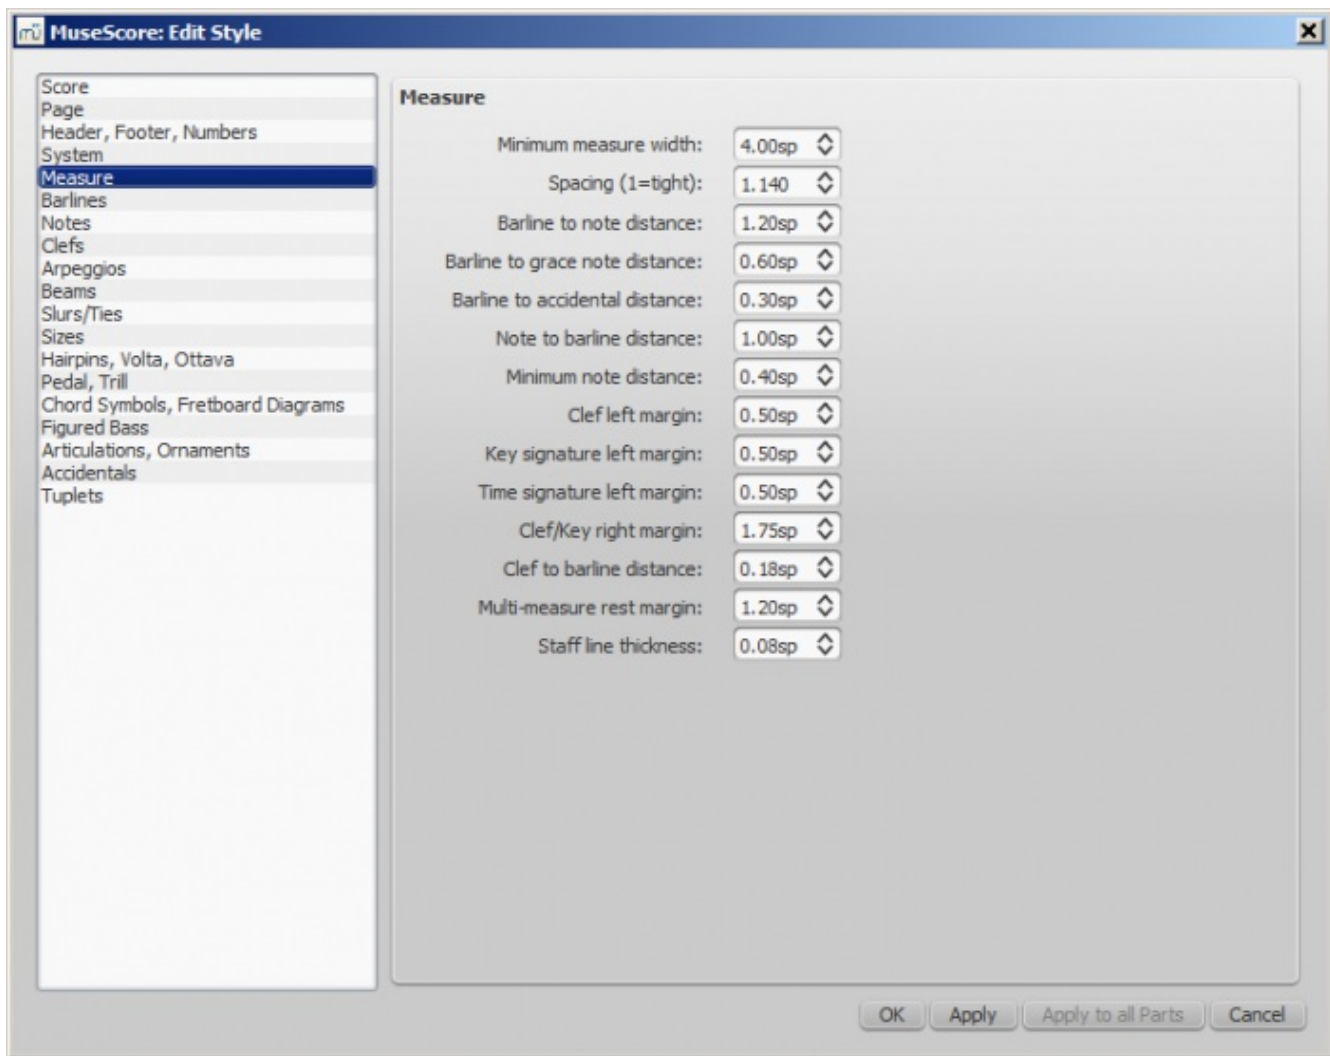 mü MuseScore: Edit Style
Score
Page
Header, Footer, Numbers
System
Measure
Barlines
Notes
Clefs
Arpeggios
Beams
Slurs/Ties
Sizes
Hairpins, Volta, Ottava
Pedal, Trill
Chord Symbols, Fretboard Diagrams
Figured Bass
Articulations, Ornaments
Accidentals
Tuplets
Measure
Minimum measure width: 4.00sp
Spacing (1=tight): 1.140
Barline to note distance: 1.20sp
Barline to grace note distance: 0.60sp
Barline to accidental distance: 0.30sp
Note to barline distance: 1.00sp
Minimum note distance: 0.40sp
Clef left margin: 0.50sp
Key signature left margin: 0.50sp
Time signature left margin: 0.50sp
Clef/Key right margin: 1.75sp
Clef to barline distance: 0.18sp
Multi-measure rest margin: 1.20sp
Staff line thickness: 0.08sp
OK Apply Apply to all Parts Cancel